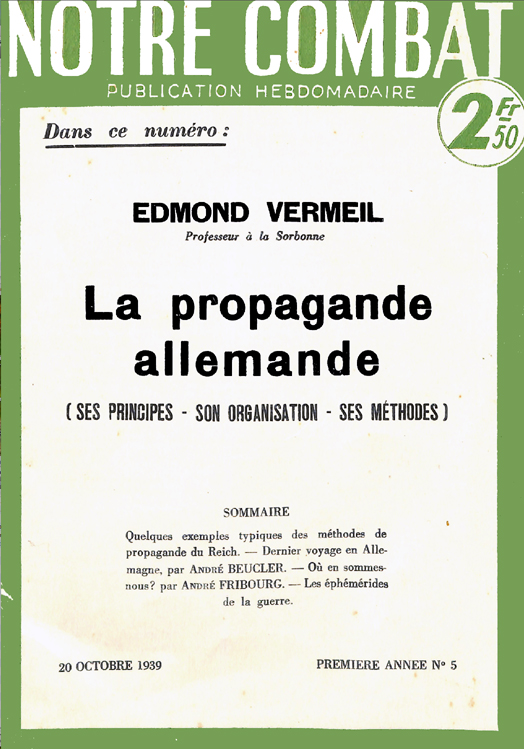 NOTRE COMBAT
PUBLICATION HEBDOMADAIRE
2 Fr 50
Dans ce numéro :
EDMOND VERMEIL
Professeur à la Sorbonne
La propagande
allemande
( SES PRINCIPES - SON ORGANISATION - SES MÉTHODES )
SOMMAIRE
Quelques exemples typiques des méthodes de
propagande du Reich. — Dernier voyage en Alle-
magne, par ANDRÉ BEUCLER. — Où en sommes-
nous? par ANDRÉ FRIBOURG. — Les éphémérides
de la guerre.
20 OCTOBRE 1939
PREMIERE ANNEE Nº 5